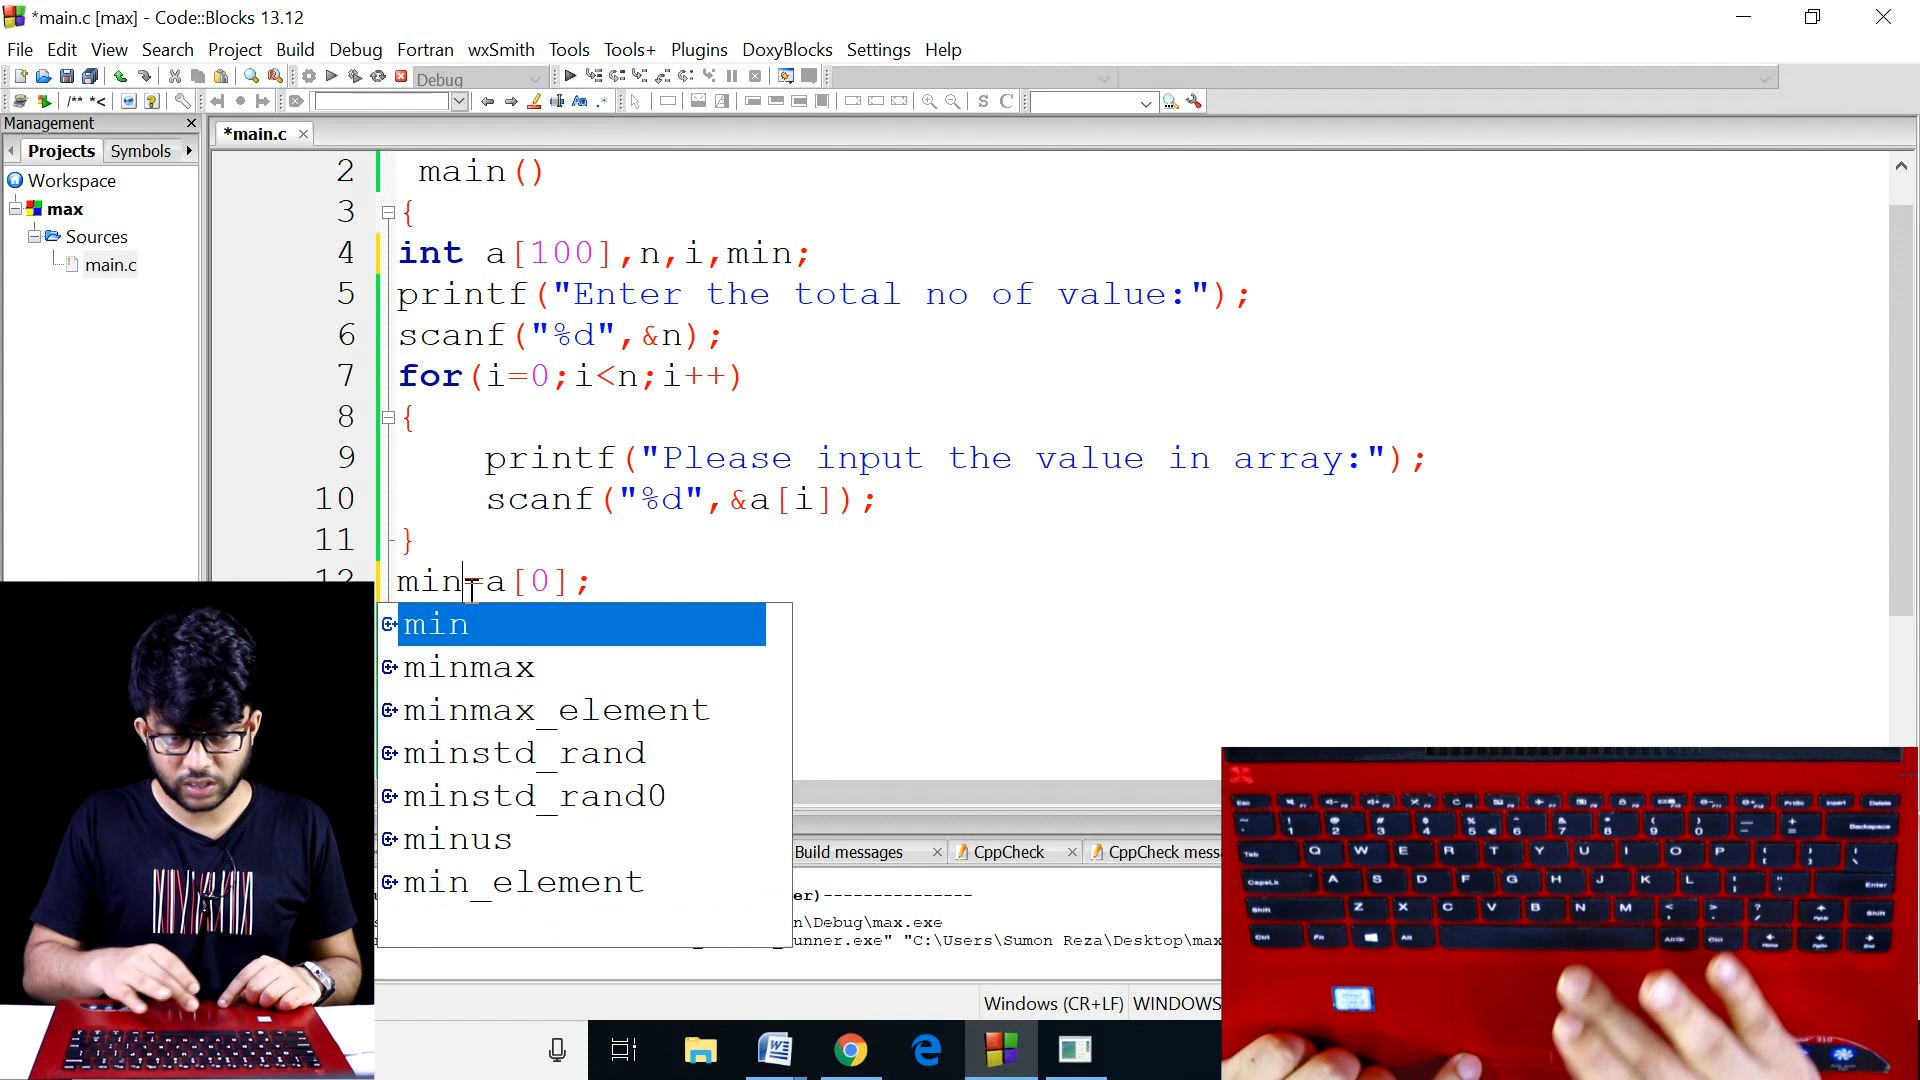 *main.c [max] - Code::Blocks 13.12
File Edit View Search Project Build Debug Fortran wxSmith Tools Tools+ Plugins DoxyBlocks Settings Help
Debug
/** *<
S C
Management
Projects Symbols
*main.c
Workspace
max
Sources
main.c
2 main()
3 {
4 int a[100],n,i,min;
5 printf("Enter the total no of value:");
6 scanf("%d",&n);
7 for(i=0;i<n;i++)
8 {
9 printf("Please input the value in array:");
10 scanf("%d",&a[i]);
11 }
12 min=a[0];
min
minmax
minmax_element
minstd_rand
minstd_rand0
minus
min_element
Build messages CppCheck CppCheck mess
er)---------------
n\Debug\max.exe
unner.exe" "C:\Users\Sumon Reza\Desktop\max
Windows (CR+LF) WINDOWS
Q W E R T Y U I O P
A S D F G H J K L
Z X C V B N M